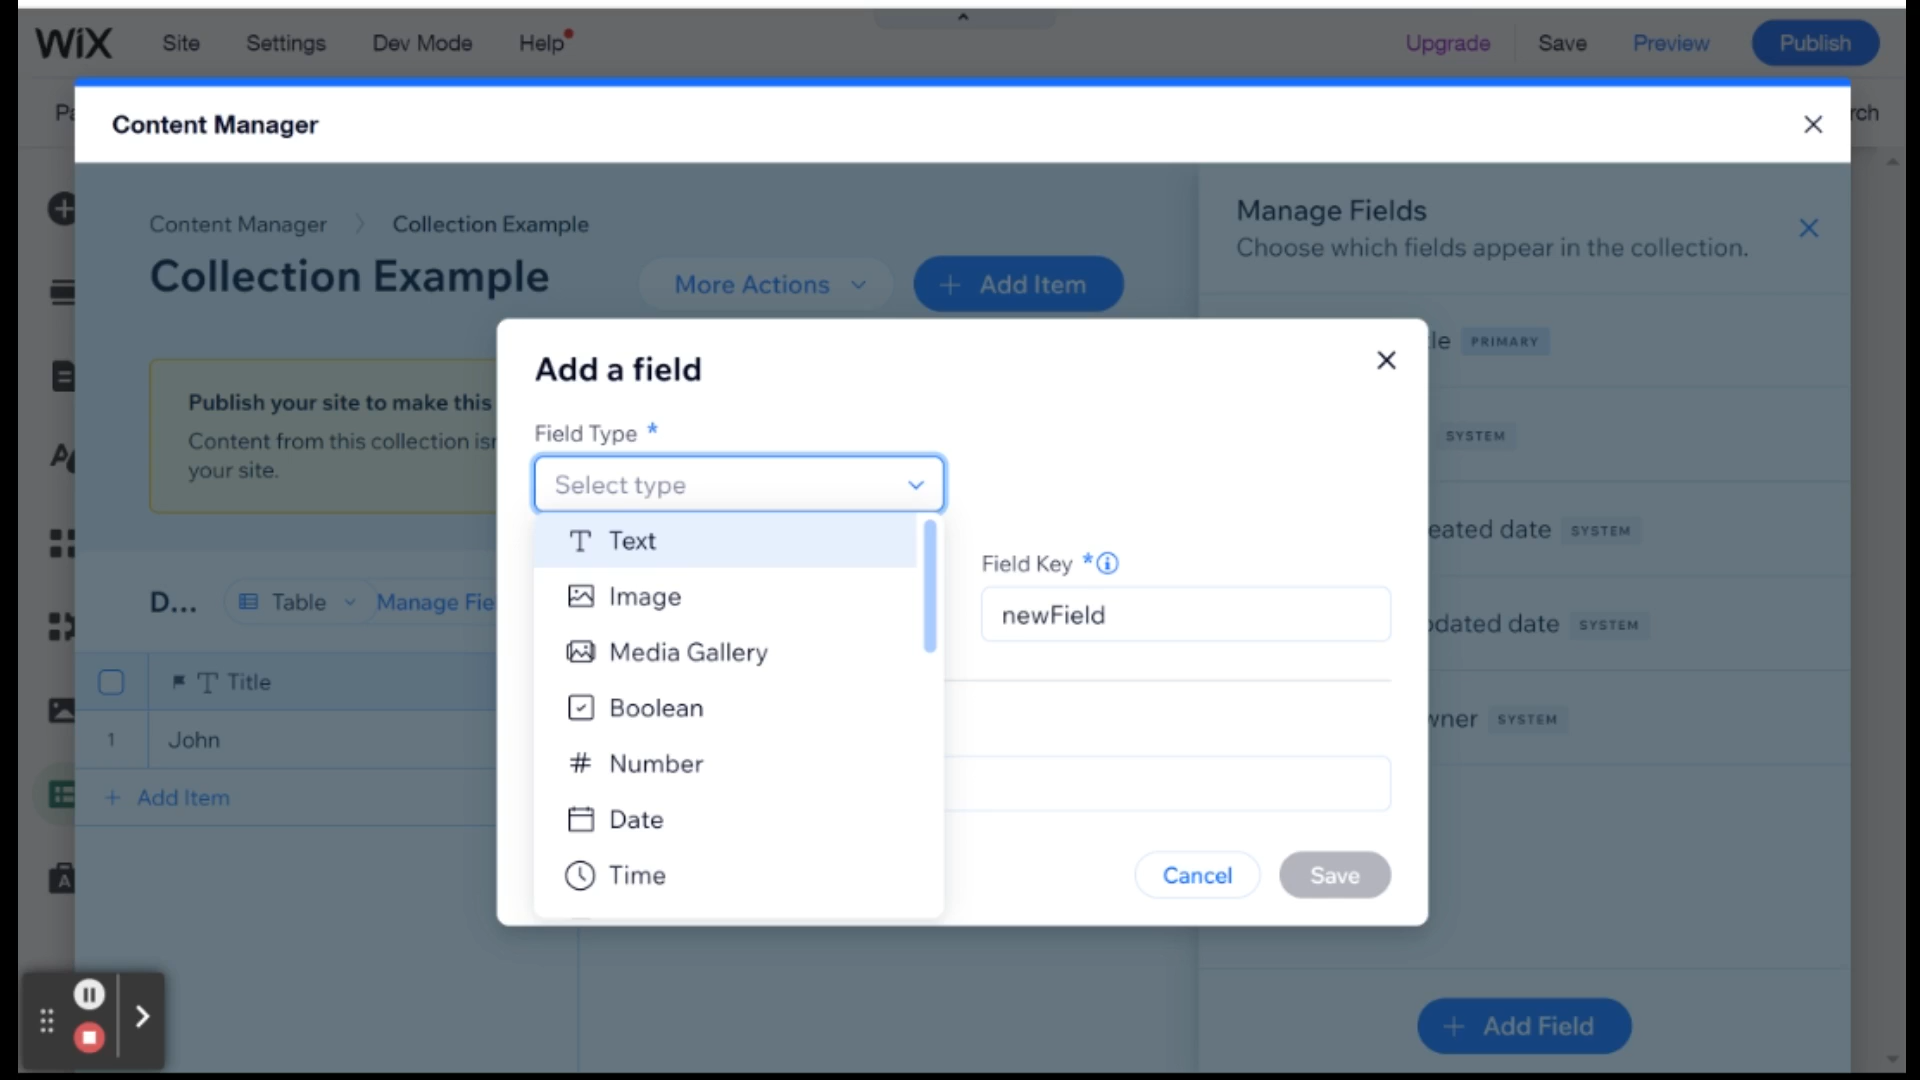 WiX Site Settings Dev Mode Help Upgrade Save Preview Publish
Content Manager
Content Manager Collection Example
Collection Example
More Actions
+ Add Item
Manage Fields
Choose which fields appear in the collection.
PRIMARY
SYSTEM
eated date SYSTEM
dated date SYSTEM
wner SYSTEM
+ Add Field
Publish your site to make this
Content from this collection isn
your site.
D... Table Manage Fie
Title
1 John
+ Add Item
Add a field
Field Type *
Select type
Text
Image
Media Gallery
Boolean
Number
Date
Time
Field Key *
newField
Cancel Save